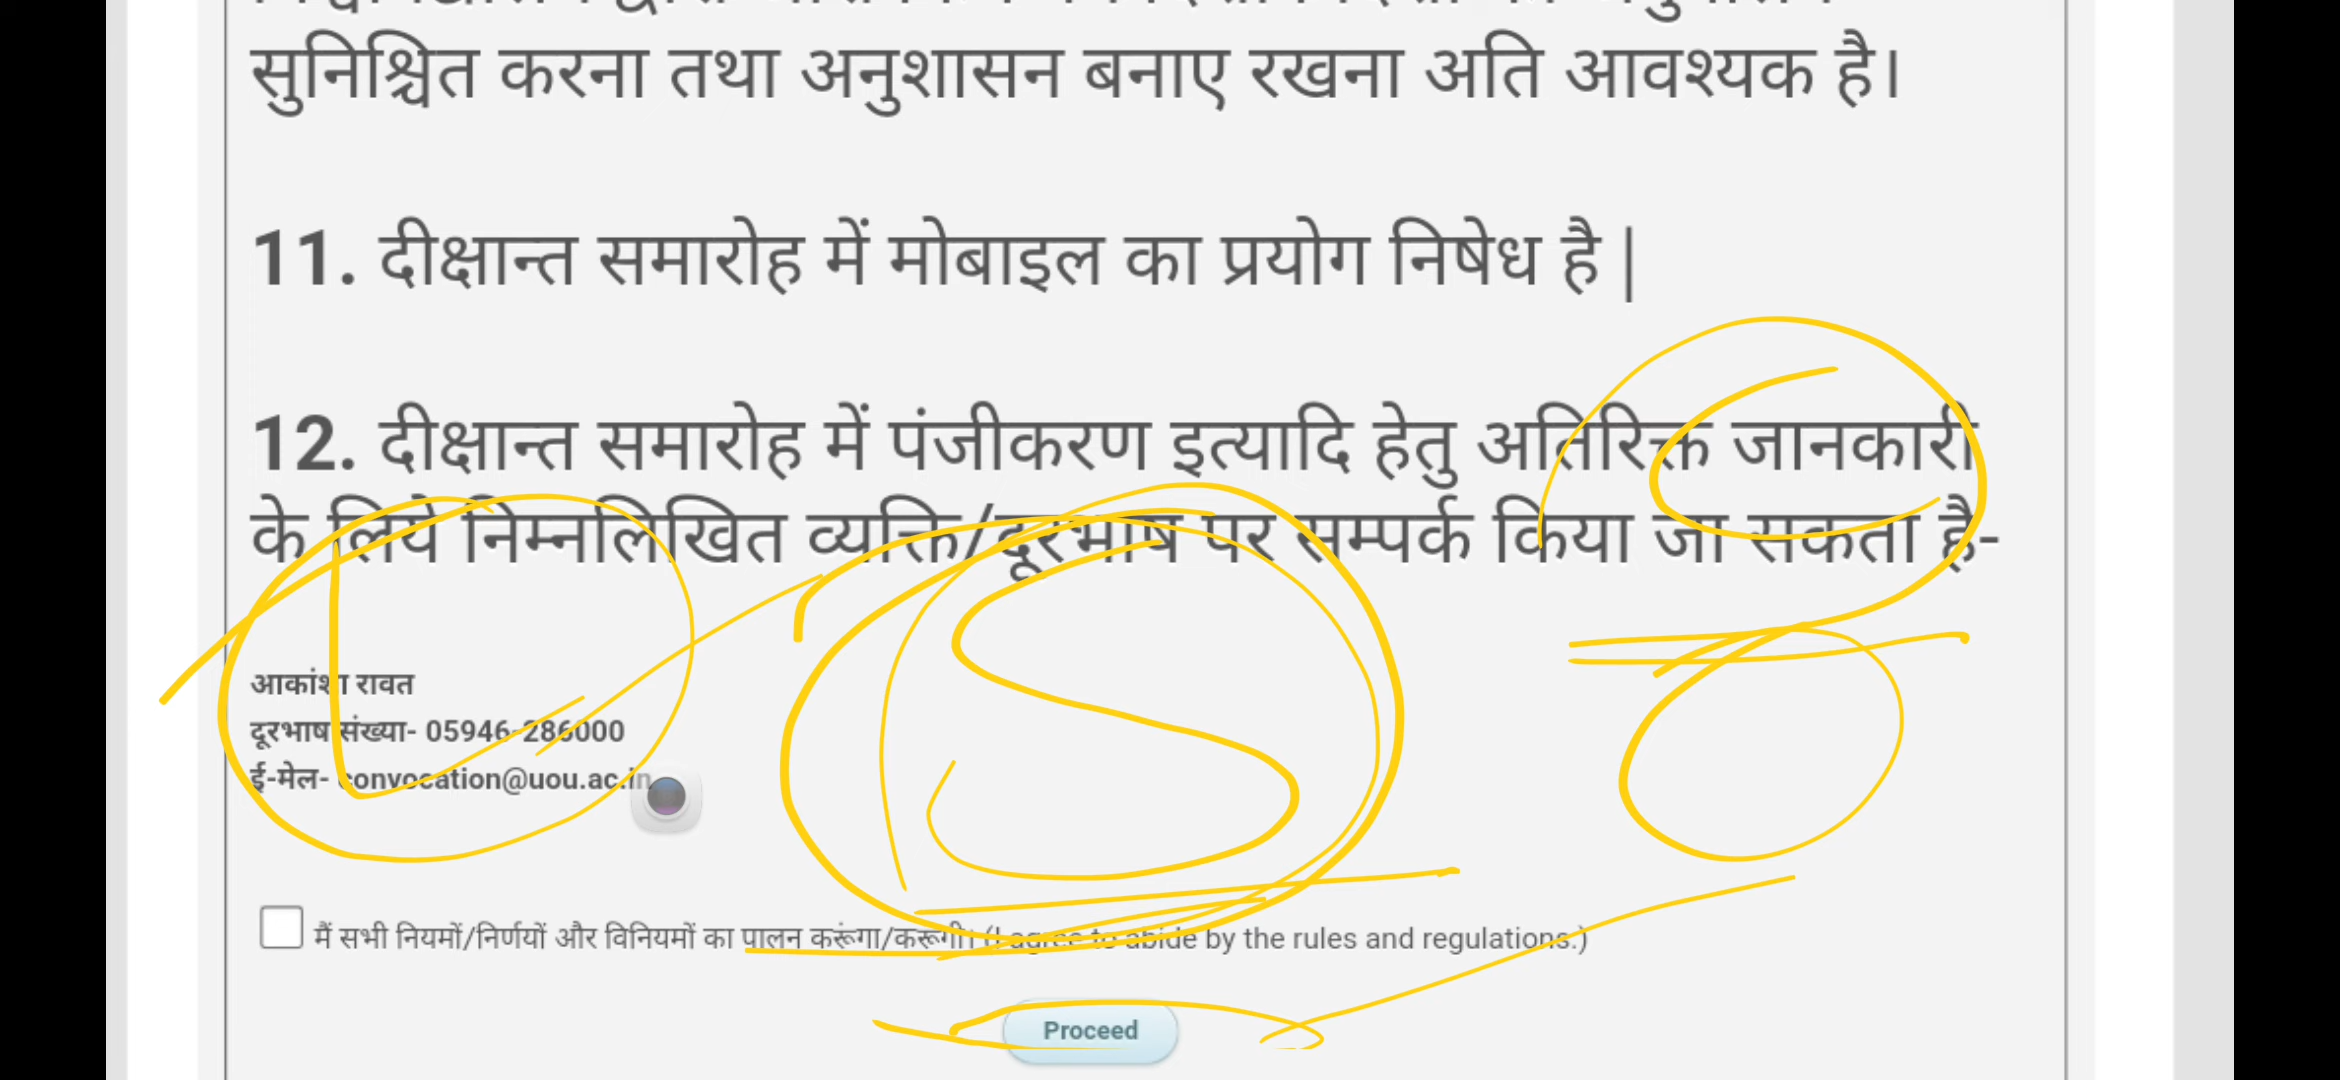 सुनिश्चित करना तथा अनुशासन बनाए रखना अति आवश्यक है।
11. दीक्षान्त समारोह में मोबाइल का प्रयोग निषेध है |
12. दीक्षान्त समारोह में पंजीकरण इत्यादि हेतु अतिरिक्त जानकारी
के लिये निम्नलिखित व्यक्ति/दूरभाष पर सम्पर्क किया जा सकता है-
आकांशा रावत
दूरभाष संख्या- 05946-286000
ई-मेल- convocation@uou.ac.in
मैं सभी नियमों/निर्णयों और विनियमों का पालन करूंगा/करूंगी। (I agree to abide by the rules and regulations.)
Proceed